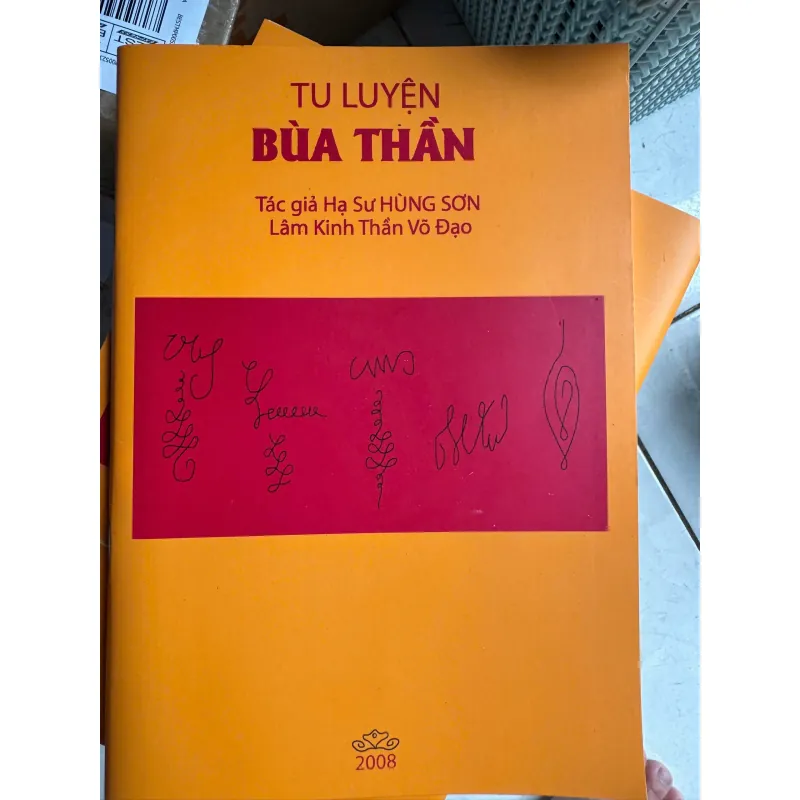 TU LUYỆN
BÙA THẦN
Tác giả Hạ Sư HÙNG SƠN
Lâm Kinh Thần Võ Đạo
2008